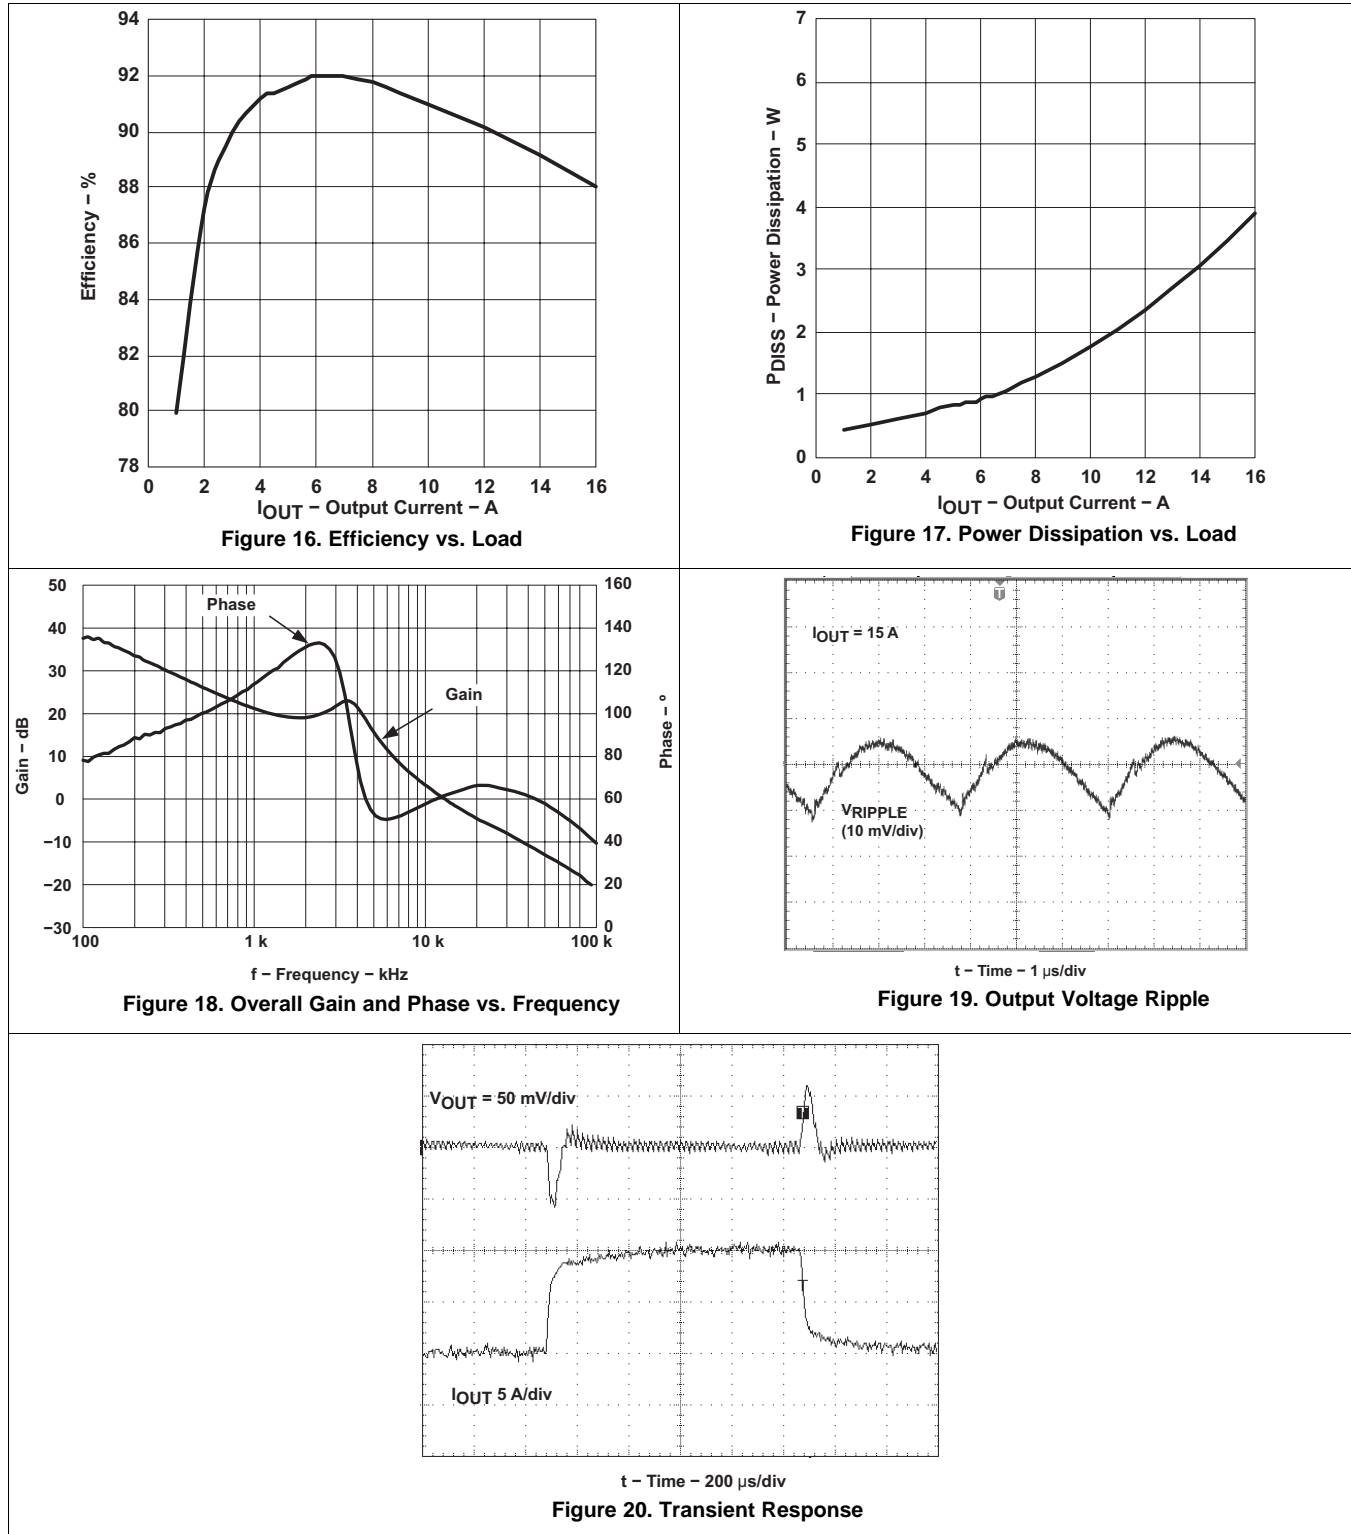 94
92
90
88
86
84
82
80
78
Efficiency – %
0 2 4 6 8 10 12 14 16
IOUT – Output Current – A
Figure 16. Efficiency vs. Load
7
6
5
4
3
2
1
0
PDISS – Power Dissipation – W
0 2 4 6 8 10 12 14 16
IOUT – Output Current – A
Figure 17. Power Dissipation vs. Load
50
40
30
20
10
0
–10
–20
–30
Gain – dB
Phase
Gain
160
140
120
100
80
60
40
20
0
Phase – º
100 1 k 10 k 100 k
f – Frequency – kHz
Figure 18. Overall Gain and Phase vs. Frequency
T
IOUT = 15 A
VRIPPLE
(10 mV/div)
t – Time – 1 µs/div
Figure 19. Output Voltage Ripple
VOUT = 50 mV/div
T
IOUT 5 A/div
t – Time – 200 µs/div
Figure 20. Transient Response